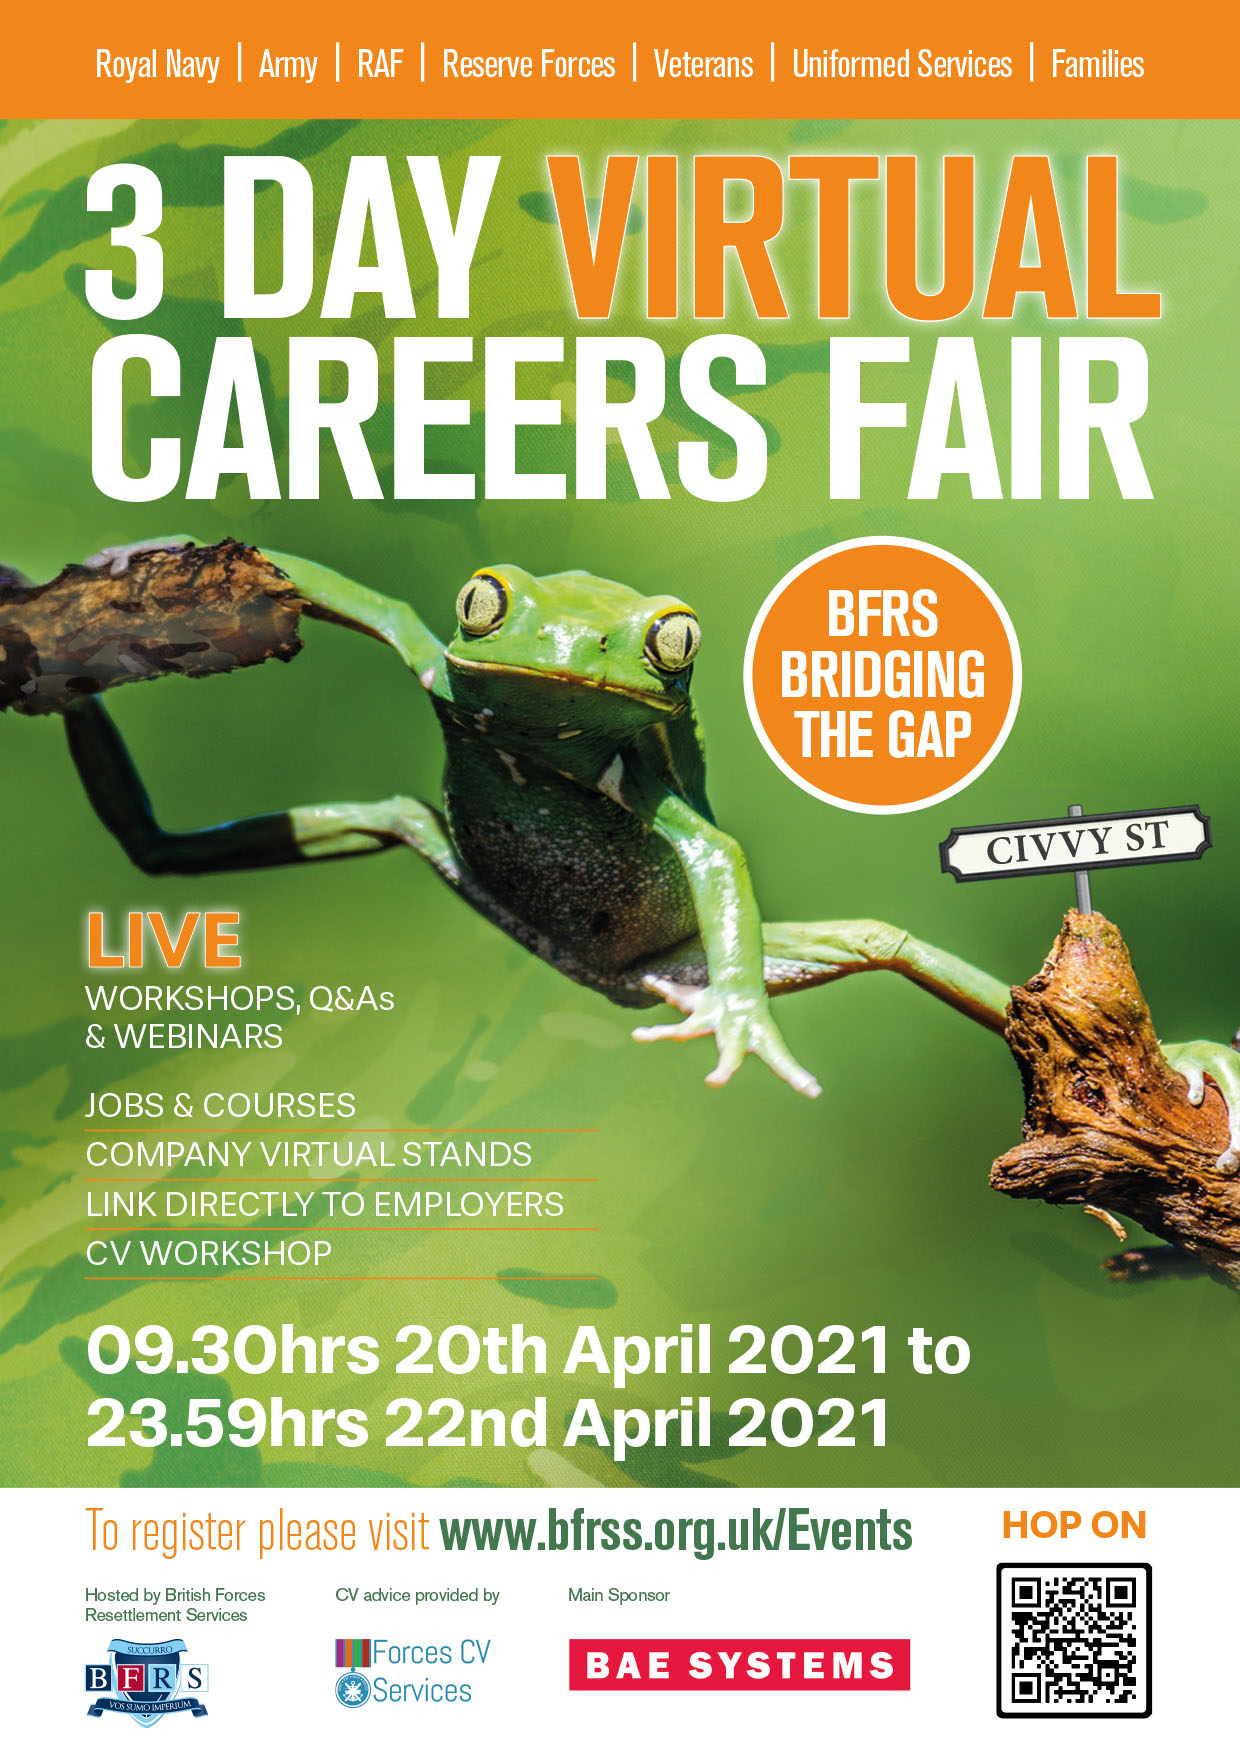 Royal Navy | Army | RAF | Reserve Forces | Veterans | Uniformed Services | Families
3 DAY VIRTUAL
CAREERS FAIR
BFRS
BRIDGING
THE GAP
CIVVY ST
LIVE
WORKSHOPS, Q&As
& WEBINARS
JOBS & COURSES
COMPANY VIRTUAL STANDS
LINK DIRECTLY TO EMPLOYERS
CV WORKSHOP
09.30hrs 20th April 2021 to
23.59hrs 22nd April 2021
To register please visit www.bfrss.org.uk/Events
HOP ON
Hosted by British Forces
Resettlement Services
SUCCURRO
BFRS
VOS SUMO IMPERIUM
CV advice provided by
Forces CV
Services
Main Sponsor
BAE SYSTEMS